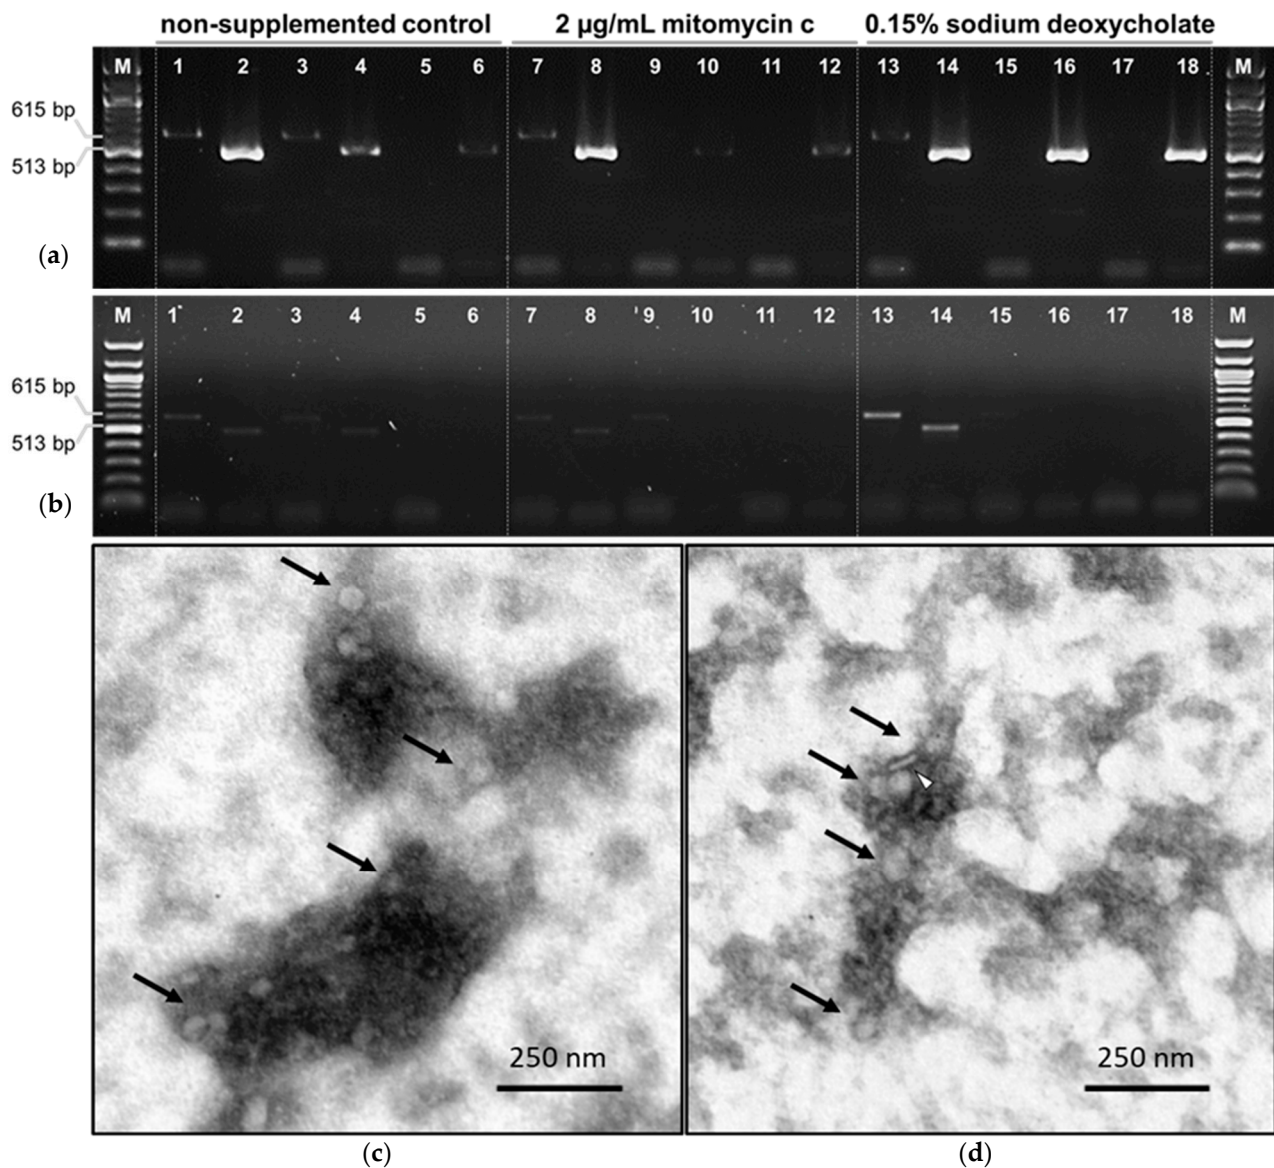 non-supplemented control 2 µg/mL mitomycin c 0.15% sodium deoxycholate
M 1 2 3 4 5 6 7 8 9 10 11 12 13 14 15 16 17 18 M
615 bp
513 bp
(a)
M 1 2 3 4 5 6 7 8 9 10 11 12 13 14 15 16 17 18 M
615 bp
513 bp
(b)
250 nm 250 nm
(c) (d)